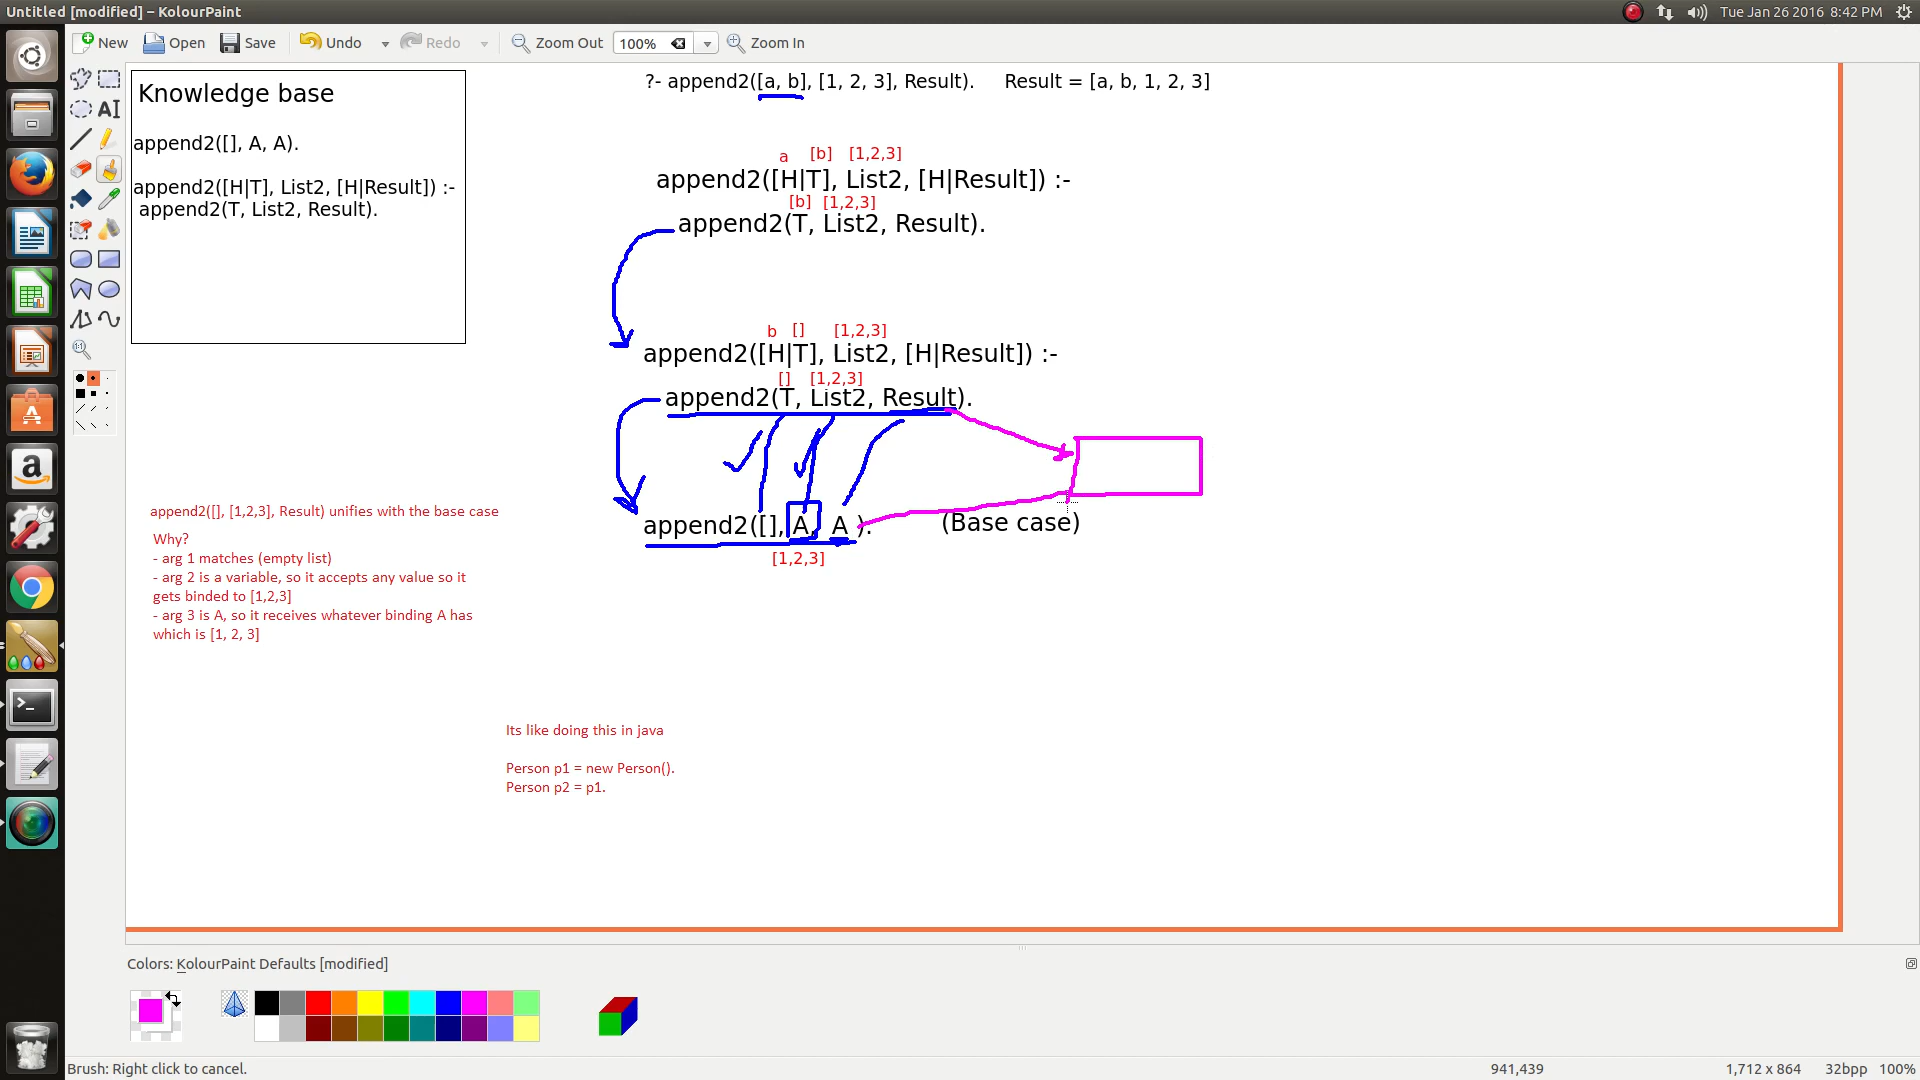 Untitled [modified] – KolourPaint
Tue Jan 26 2016 8:42 PM
New
Open
Save
Undo
Redo
Zoom Out
100%
Zoom In
Knowledge base
append2([], A, A).
append2([H|T], List2, [H|Result]) :-
append2(T, List2, Result).
?- append2([a, b], [1, 2, 3], Result). Result = [a, b, 1, 2, 3]
a [b] [1,2,3]
append2([H|T], List2, [H|Result]) :-
[b] [1,2,3]
append2(T, List2, Result).
b [] [1,2,3]
append2([H|T], List2, [H|Result]) :-
[] [1,2,3]
append2(T, List2, Result).
append2([], A, A ). (Base case)
[1,2,3]
append2([], [1,2,3], Result) unifies with the base case
Why?
- arg 1 matches (empty list)
- arg 2 is a variable, so it accepts any value so it
gets binded to [1,2,3]
- arg 3 is A, so it receives whatever binding A has
which is [1, 2, 3]
Its like doing this in java
Person p1 = new Person().
Person p2 = p1.
Colors: KolourPaint Defaults [modified]
Brush: Right click to cancel.
941,439
1,712 x 864
32bpp
100%